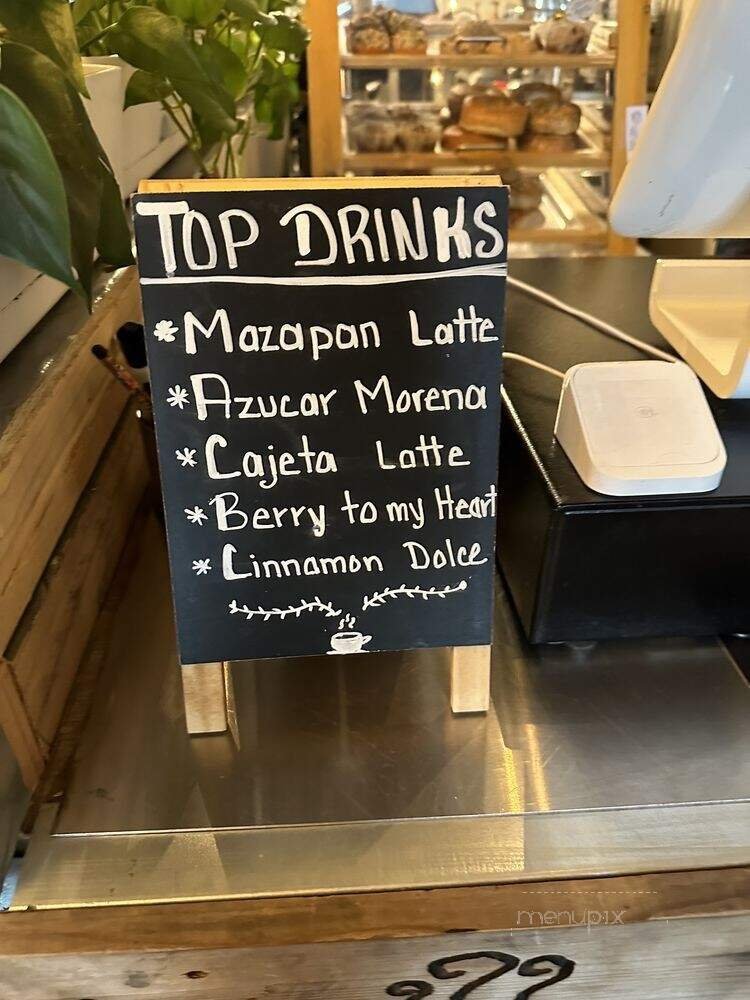 TOP DRINKS
*Mazapan Latte
*Azucar Morena
*Cajeta Latte
*Berry to my Heart
*Cinnamon Dolce
menupix